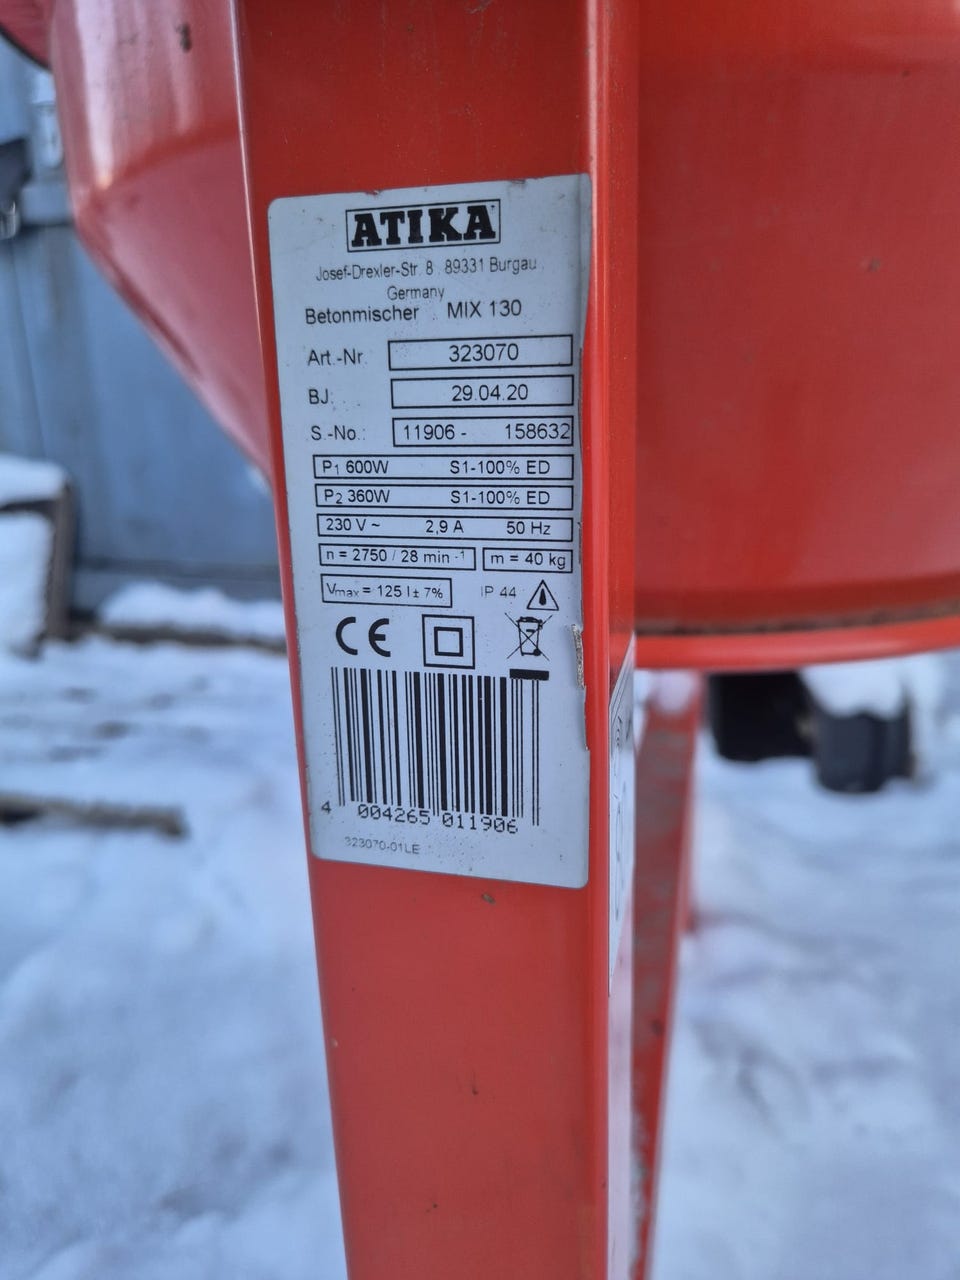 ATIKA
Josef-Drexler-Str. 8 89331 Burgau
Germany
Betonmischer MIX 130
Art.-Nr. 323070
BJ: 29.04.20
S.-No.: 11906 - 158632
P1 600W S1-100% ED
P2 360W S1-100% ED
230 V ~ 2,9 A 50 Hz
n = 2750 / 28 min -1 m = 40 kg
Vmax = 125 l ± 7% IP 44
CE
4 004265 011906
323070-01LE